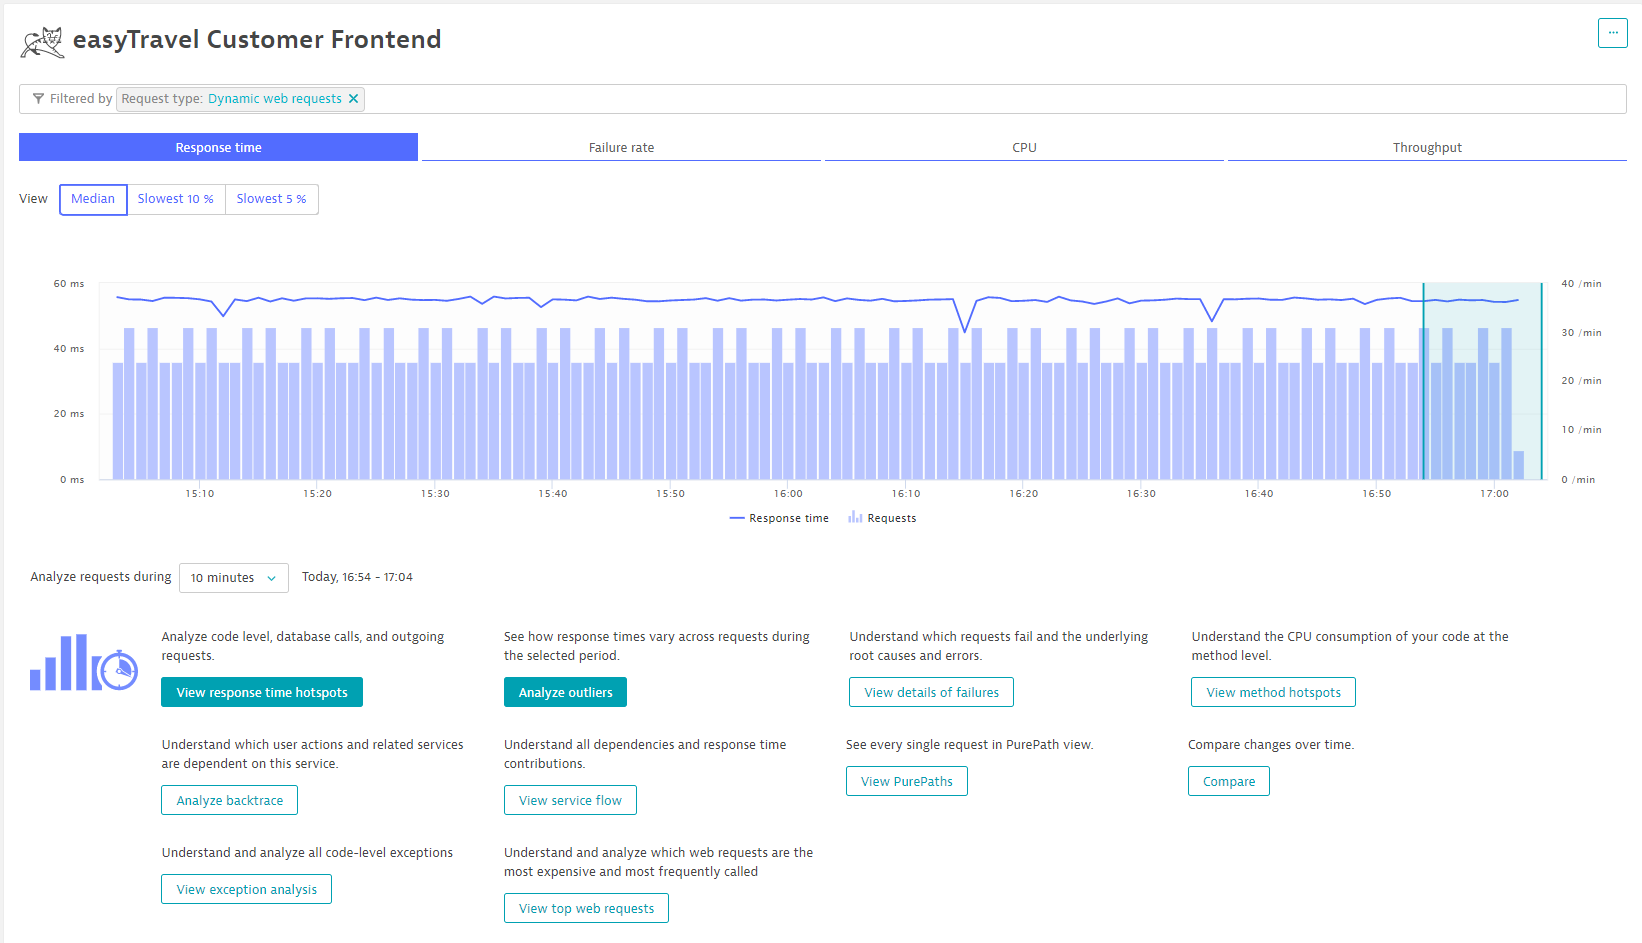 easyTravel Customer Frontend
...
Filtered by Request type: Dynamic web requests ✕
Response time Failure rate CPU Throughput
View Median Slowest 10 % Slowest 5 %
60 ms 40 /min
30 /min
40 ms
20 /min
20 ms
10 /min
0 ms 0 /min
15:10 15:20 15:30 15:40 15:50 16:00 16:10 16:20 16:30 16:40 16:50 17:00
Response time Requests
Analyze requests during 10 minutes Today, 16:54 - 17:04
Analyze code level, database calls, and outgoing
requests.
View response time hotspots
See how response times vary across requests during
the selected period.
Analyze outliers
Understand which requests fail and the underlying
root causes and errors.
View details of failures
Understand the CPU consumption of your code at the
method level.
View method hotspots
Understand which user actions and related services
are dependent on this service.
Analyze backtrace
Understand all dependencies and response time
contributions.
View service flow
See every single request in PurePath view.
View PurePaths
Compare changes over time.
Compare
Understand and analyze all code-level exceptions
View exception analysis
Understand and analyze which web requests are the
most expensive and most frequently called
View top web requests